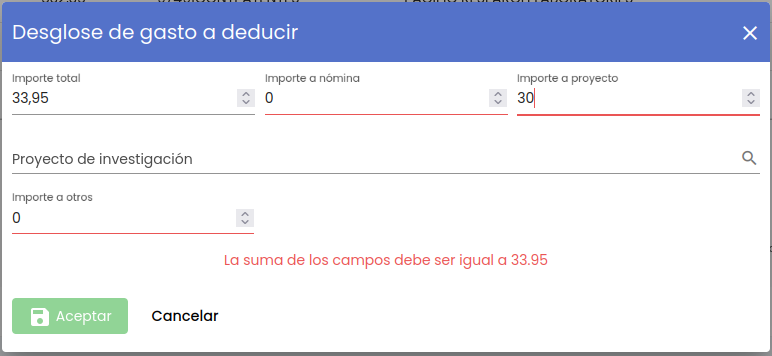 Desglose de gasto a deducir
Importe total
Importe a nómina
Importe a proyecto
33,95
0
30
Proyecto de investigación
Importe a otros
0
La suma de los campos debe ser igual a 33.95
Aceptar
Cancelar